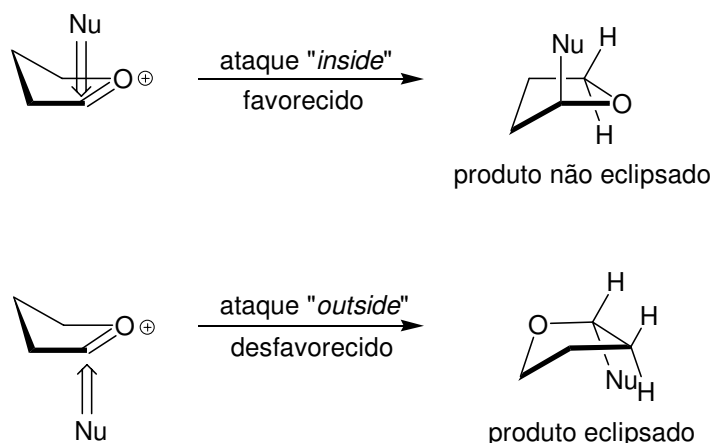 Nu
O ⊕
ataque "inside"
favorecido
Nu
H
O
H
produto não eclipsado
O ⊕
Nu
ataque "outside"
desfavorecido
H
O
H
Nu
H
produto eclipsado